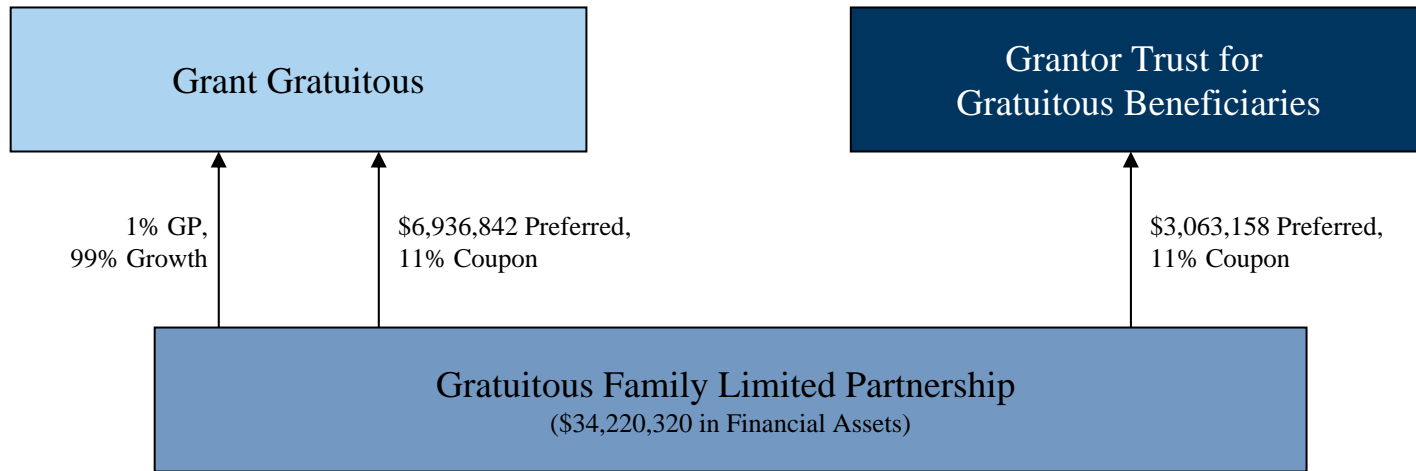 Grant Gratuitous
Grantor Trust for
Gratuitous Beneficiaries
1% GP,
99% Growth
$6,936,842 Preferred,
11% Coupon
$3,063,158 Preferred,
11% Coupon
Gratuitous Family Limited Partnership
($34,220,320 in Financial Assets)